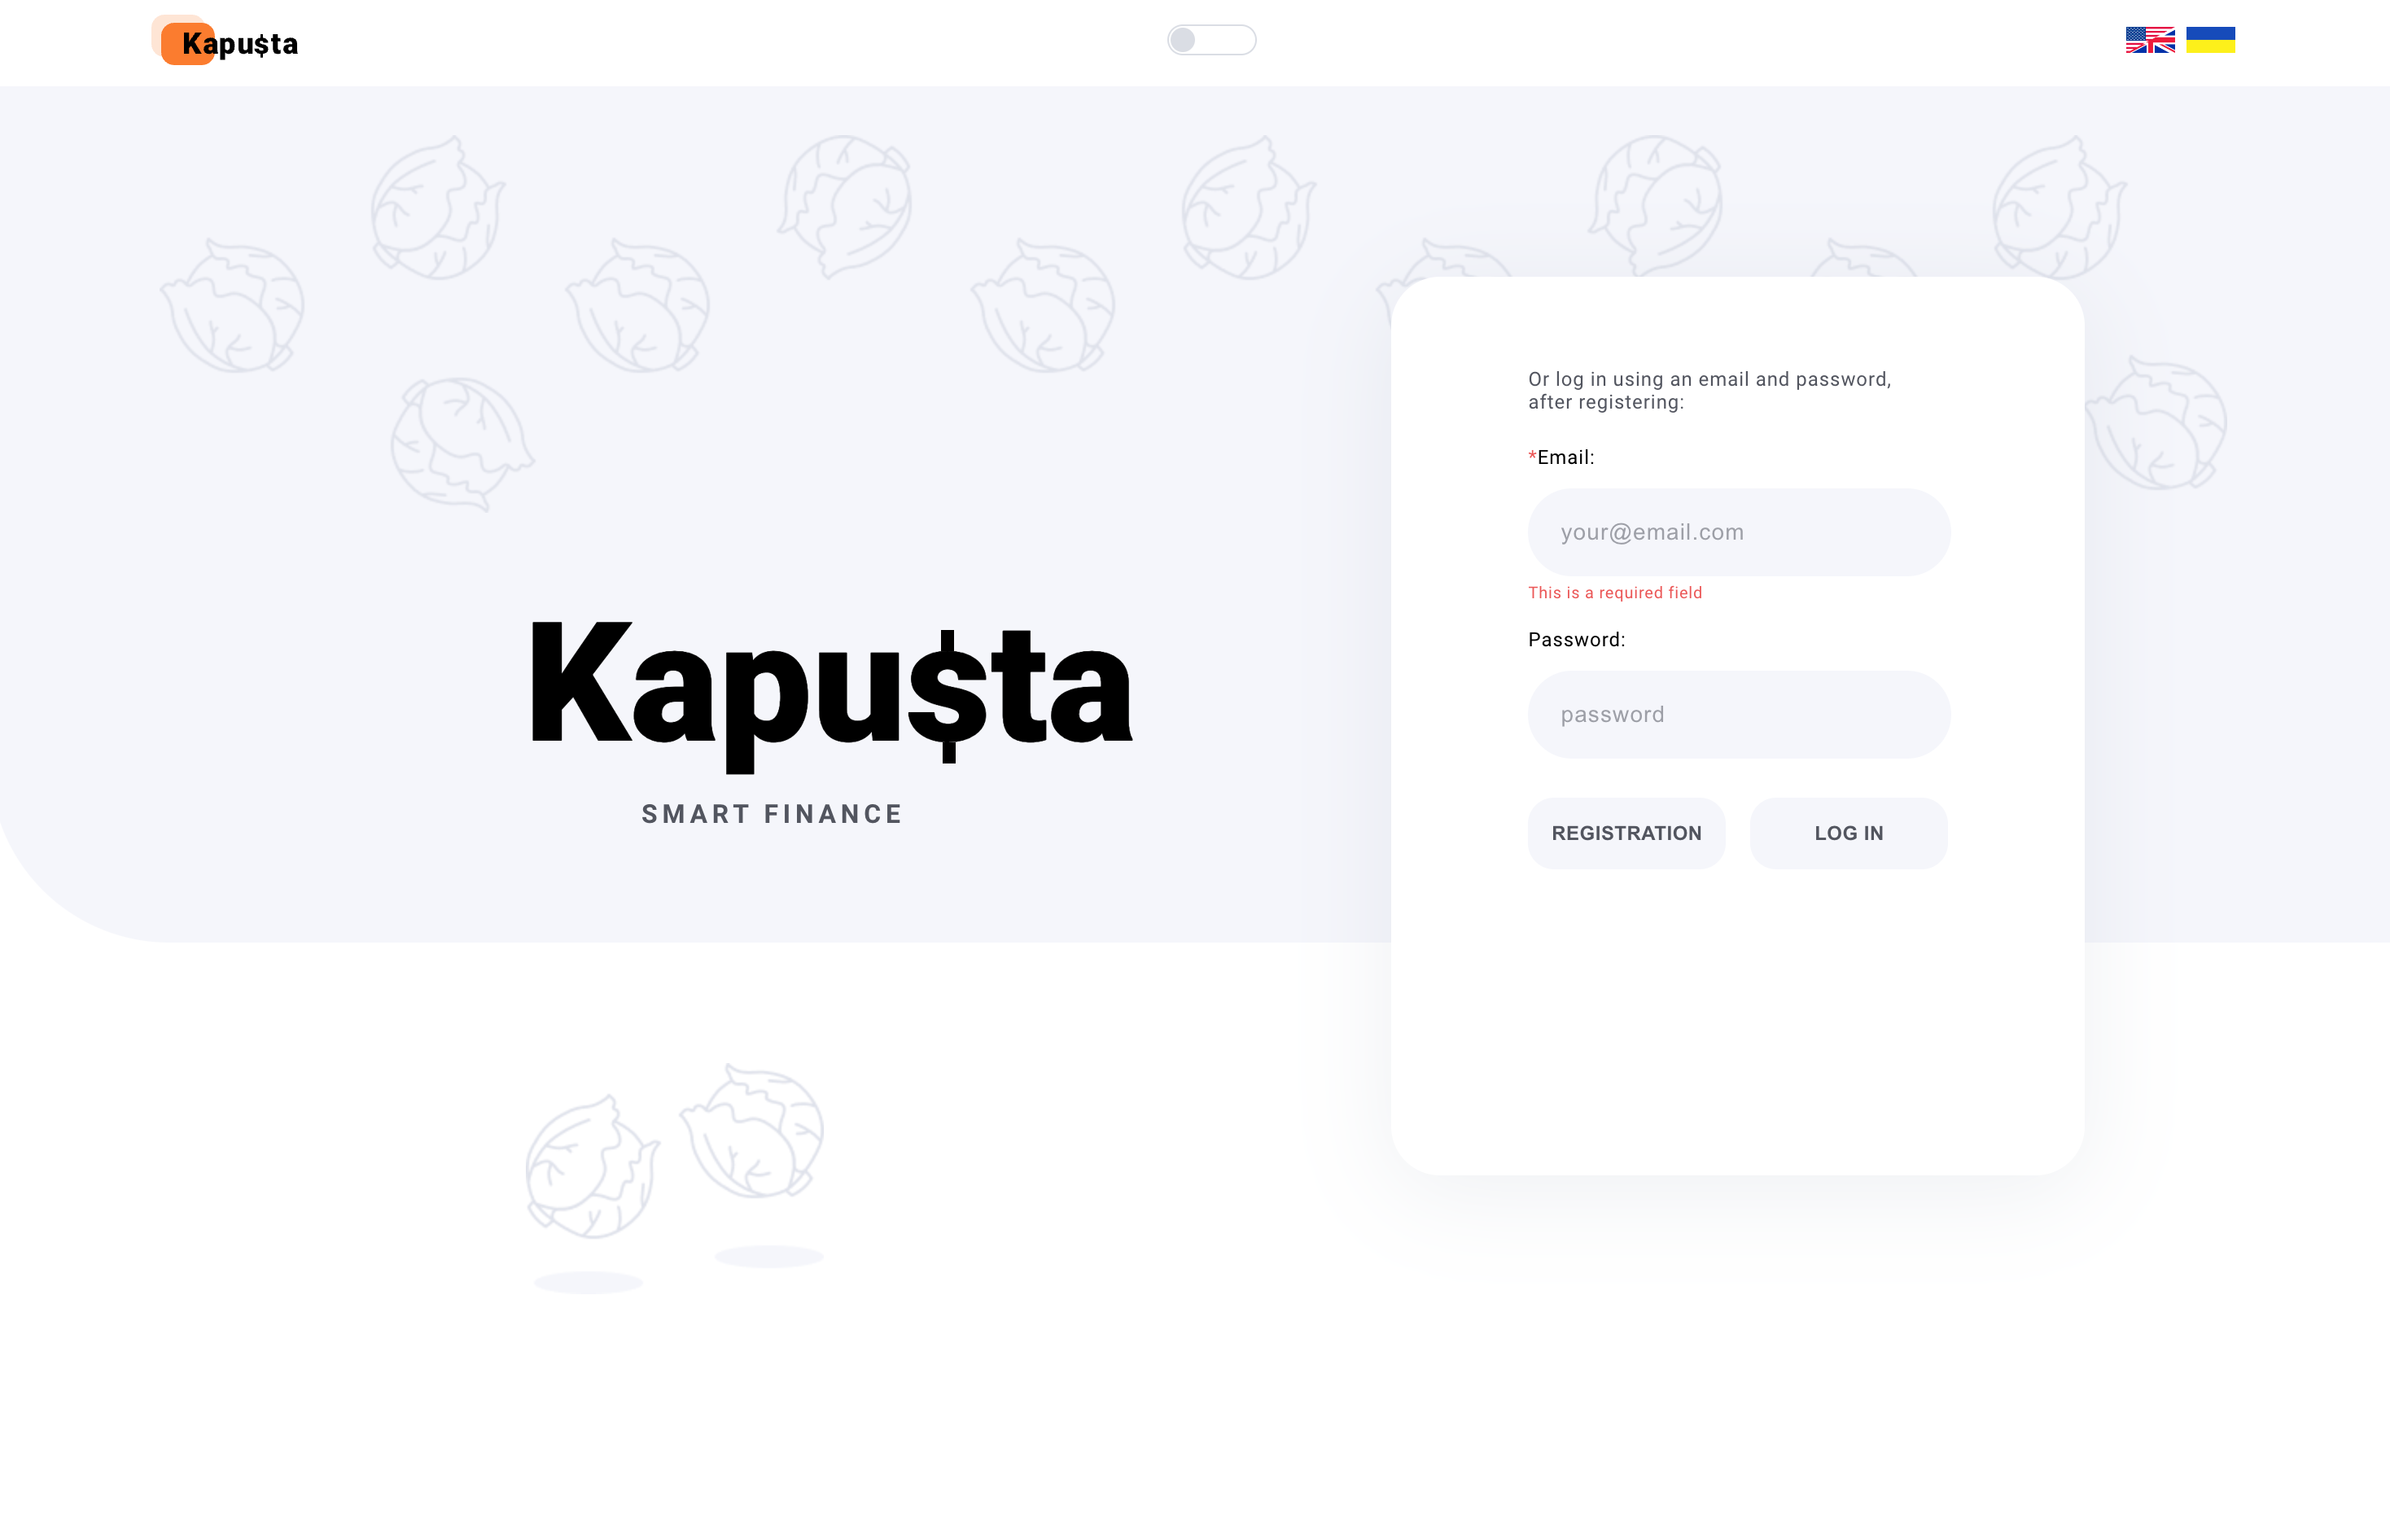 Kapu$ta
Or log in using an email and password,
after registering:
*Email:
your@email.com
This is a required field
Password:
password
REGISTRATION
LOG IN
Kapu$ta
SMART FINANCE